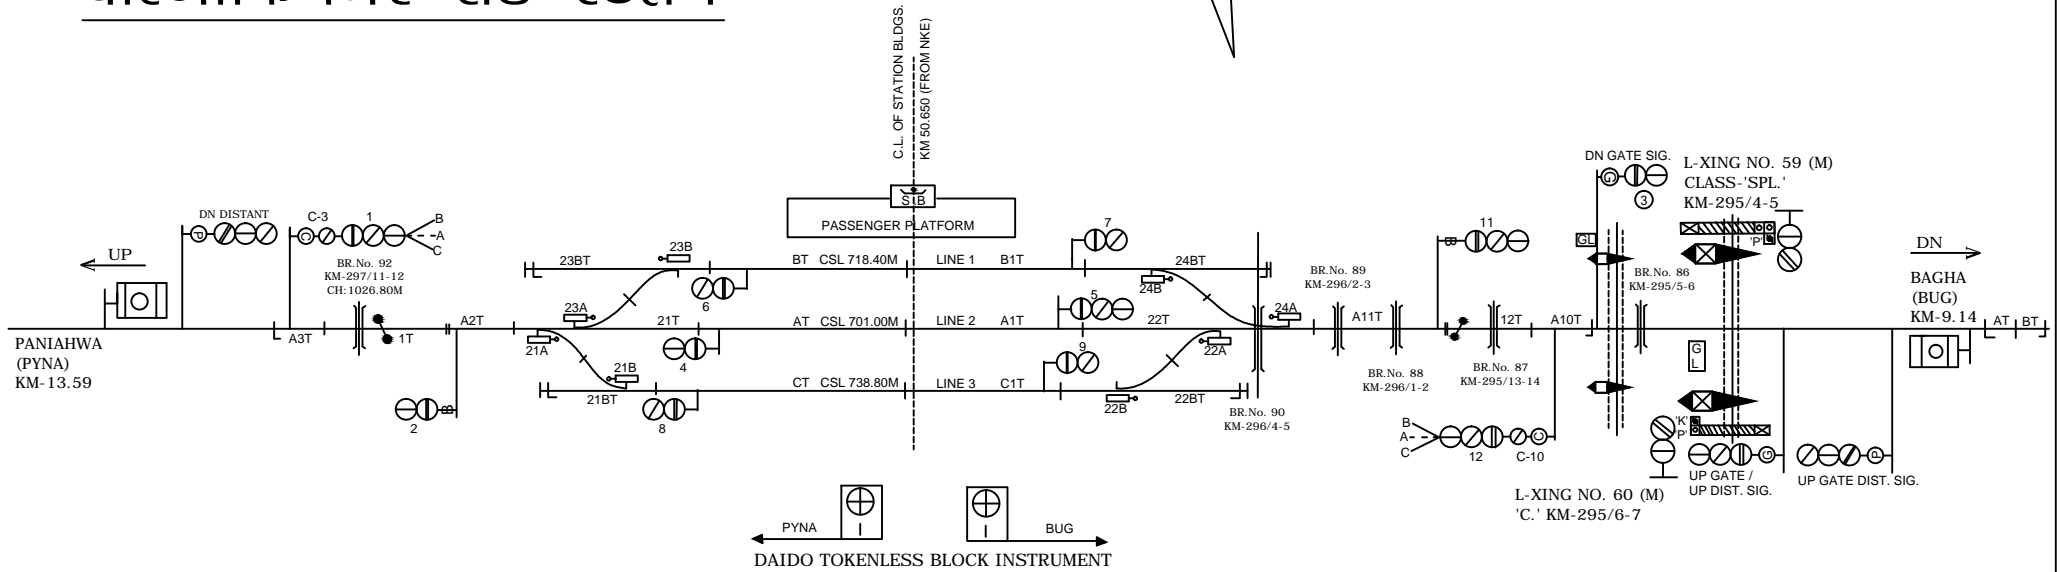 C.L. OF STATION BLDGS.
KM 50.650 (FROM NKE)
UP
DN DISTANT
P
C-3
C
1
B
A
C
BR.No. 92
KM-297/11-12
CH:1026.80M
PANIAHWA
(PYNA)
KM-13.59
A3T
1T
A2T
2
B
S B
PASSENGER PLATFORM
23BT
23B
BT CSL 718.40M
LINE 1
B1T
7
24BT
24B
6
23A
21T
AT CSL 701.00M
LINE 2
A1T
5
22T
24A
21A
4
22A
21B
9
CT CSL 738.80M
LINE 3
C1T
21BT
8
22B
22BT
BR.No. 90
KM-296/4-5
BR.No. 89
KM-296/2-3
A11T
BR.No. 88
KM-296/1-2
11
B
12T
BR.No. 87
KM-295/13-14
A10T
B
A
C
12
C-10
C
DN GATE SIG.
G
3
L-XING NO. 59 (M)
CLASS-'SPL.'
KM-295/4-5
'P'
GL
BR.No. 86
KM-295/5-6
G
L
'K'
'P'
G
UP GATE /
UP DIST. SIG.
P
UP GATE DIST. SIG.
L-XING NO. 60 (M)
'C.' KM-295/6-7
DN
BAGHA
(BUG)
KM-9.14
AT
BT
PYNA
BUG
DAIDO TOKENLESS BLOCK INSTRUMENT